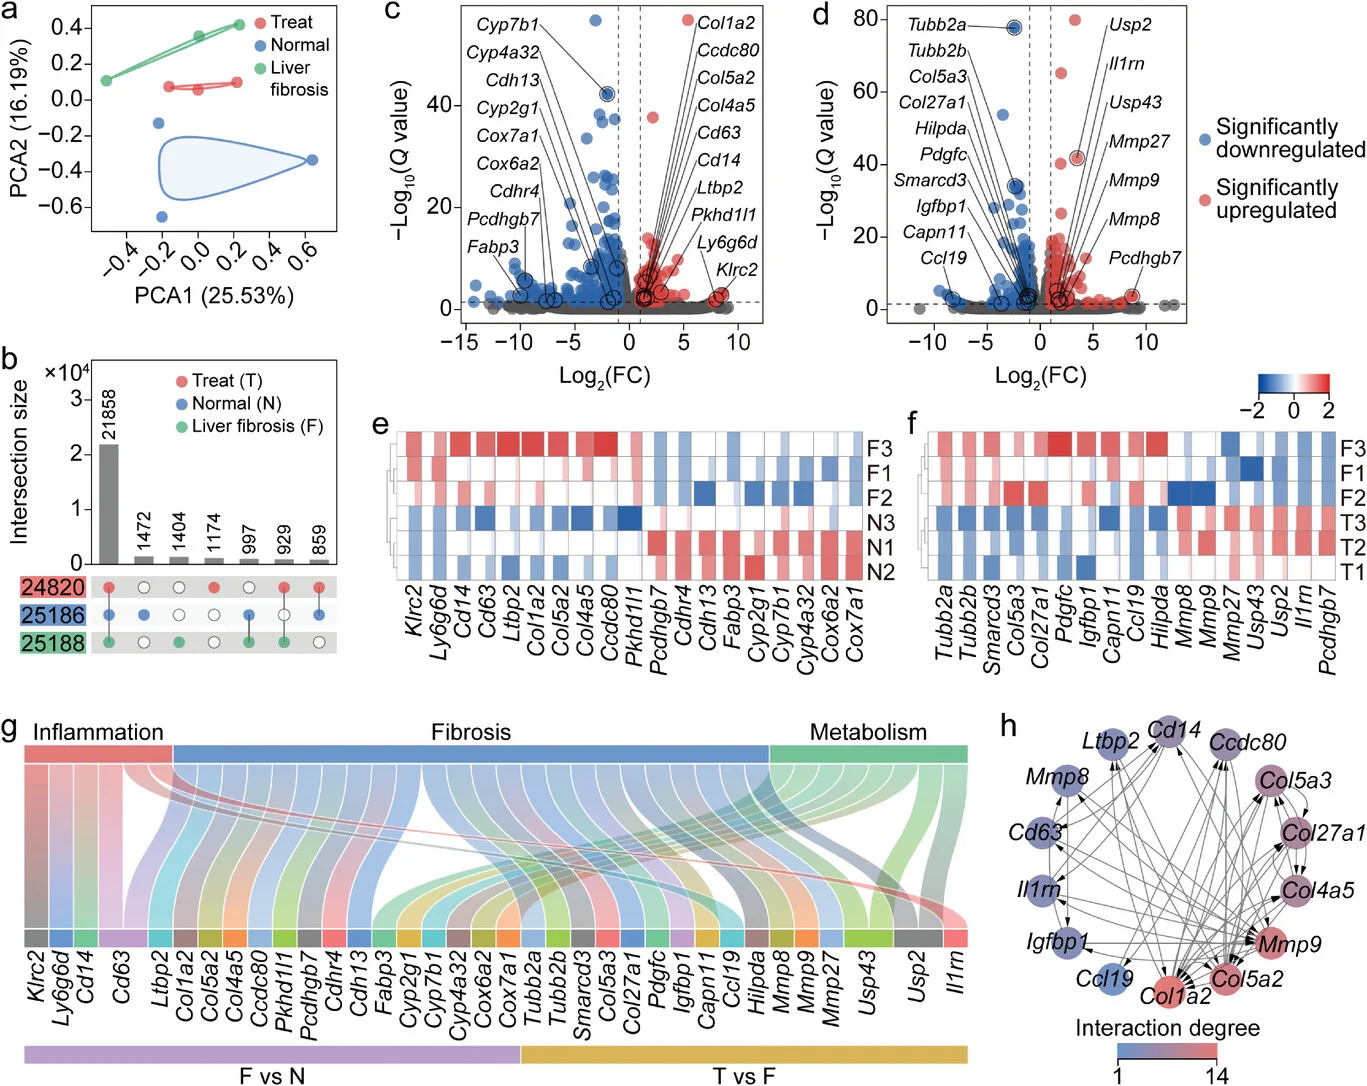 a
PCA2 (16.19%)
0.4
0.2
0.0
−0.2
−0.4
−0.6
Treat
Normal
Liver
fibrosis
−0.4
−0.2
0.0
0.2
0.4
0.6
PCA1 (25.53%)
b
Intersection size
×10⁴
3
2
1
0
Treat (T)
Normal (N)
Liver fibrosis (F)
21858
1472
1404
1174
997
929
859
24820
25186
25188
c
−Log₁₀(Q value)
40
20
0
Cyp7b1
Cyp4a32
Cdh13
Cyp2g1
Cox7a1
Cox6a2
Cdhr4
Pcdhgb7
Fabp3
Col1a2
Ccdc80
Col5a2
Col4a5
Cd63
Cd14
Ltbp2
Pkhd1l1
Ly6g6d
Klrc2
−15
−10
−5
0
5
10
Log₂(FC)
d
−Log₁₀(Q value)
80
60
40
20
0
Tubb2a
Tubb2b
Col5a3
Col27a1
Hilpda
Pdgfc
Smarcd3
Igfbp1
Capn11
Ccl19
Usp2
Il1rn
Usp43
Mmp27
Mmp9
Mmp8
Pcdhgb7
−10
−5
0
5
10
Log₂(FC)
Significantly
downregulated
Significantly
upregulated
−2
0
2
e
F3
F1
F2
N3
N1
N2
Klrc2
Ly6g6d
Cd14
Cd63
Ltbp2
Col1a2
Col5a2
Col4a5
Ccdc80
Pkhd1l1
Pcdhgb7
Cdhr4
Cdh13
Fabp3
Cyp2g1
Cyp7b1
Cyp4a32
Cox6a2
Cox7a1
f
F3
F1
F2
T3
T2
T1
Tubb2a
Tubb2b
Smarcd3
Col5a3
Col27a1
Pdgfc
Igfbp1
Capn11
Ccl19
Hilpda
Mmp8
Mmp9
Mmp27
Usp43
Usp2
Il1rn
Pcdhgb7
g
Inflammation
Fibrosis
Metabolism
Klrc2
Ly6g6d
Cd14
Cd63
Ltbp2
Col1a2
Col5a2
Col4a5
Ccdc80
Pkhd1l1
Pcdhgb7
Cdhr4
Cdh13
Fabp3
Cyp2g1
Cyp7b1
Cyp4a32
Cox6a2
Cox7a1
Tubb2a
Tubb2b
Smarcd3
Col5a3
Col27a1
Pdgfc
Igfbp1
Capn11
Ccl19
Hilpda
Mmp8
Mmp9
Mmp27
Usp43
Usp2
Il1rn
F vs N
T vs F
h
Cd14
Ltbp2
Ccdc80
Mmp8
Col5a3
Cd63
Col27a1
Il1rn
Col4a5
Igfbp1
Mmp9
Ccl19
Col5a2
Col1a2
Interaction degree
1
14